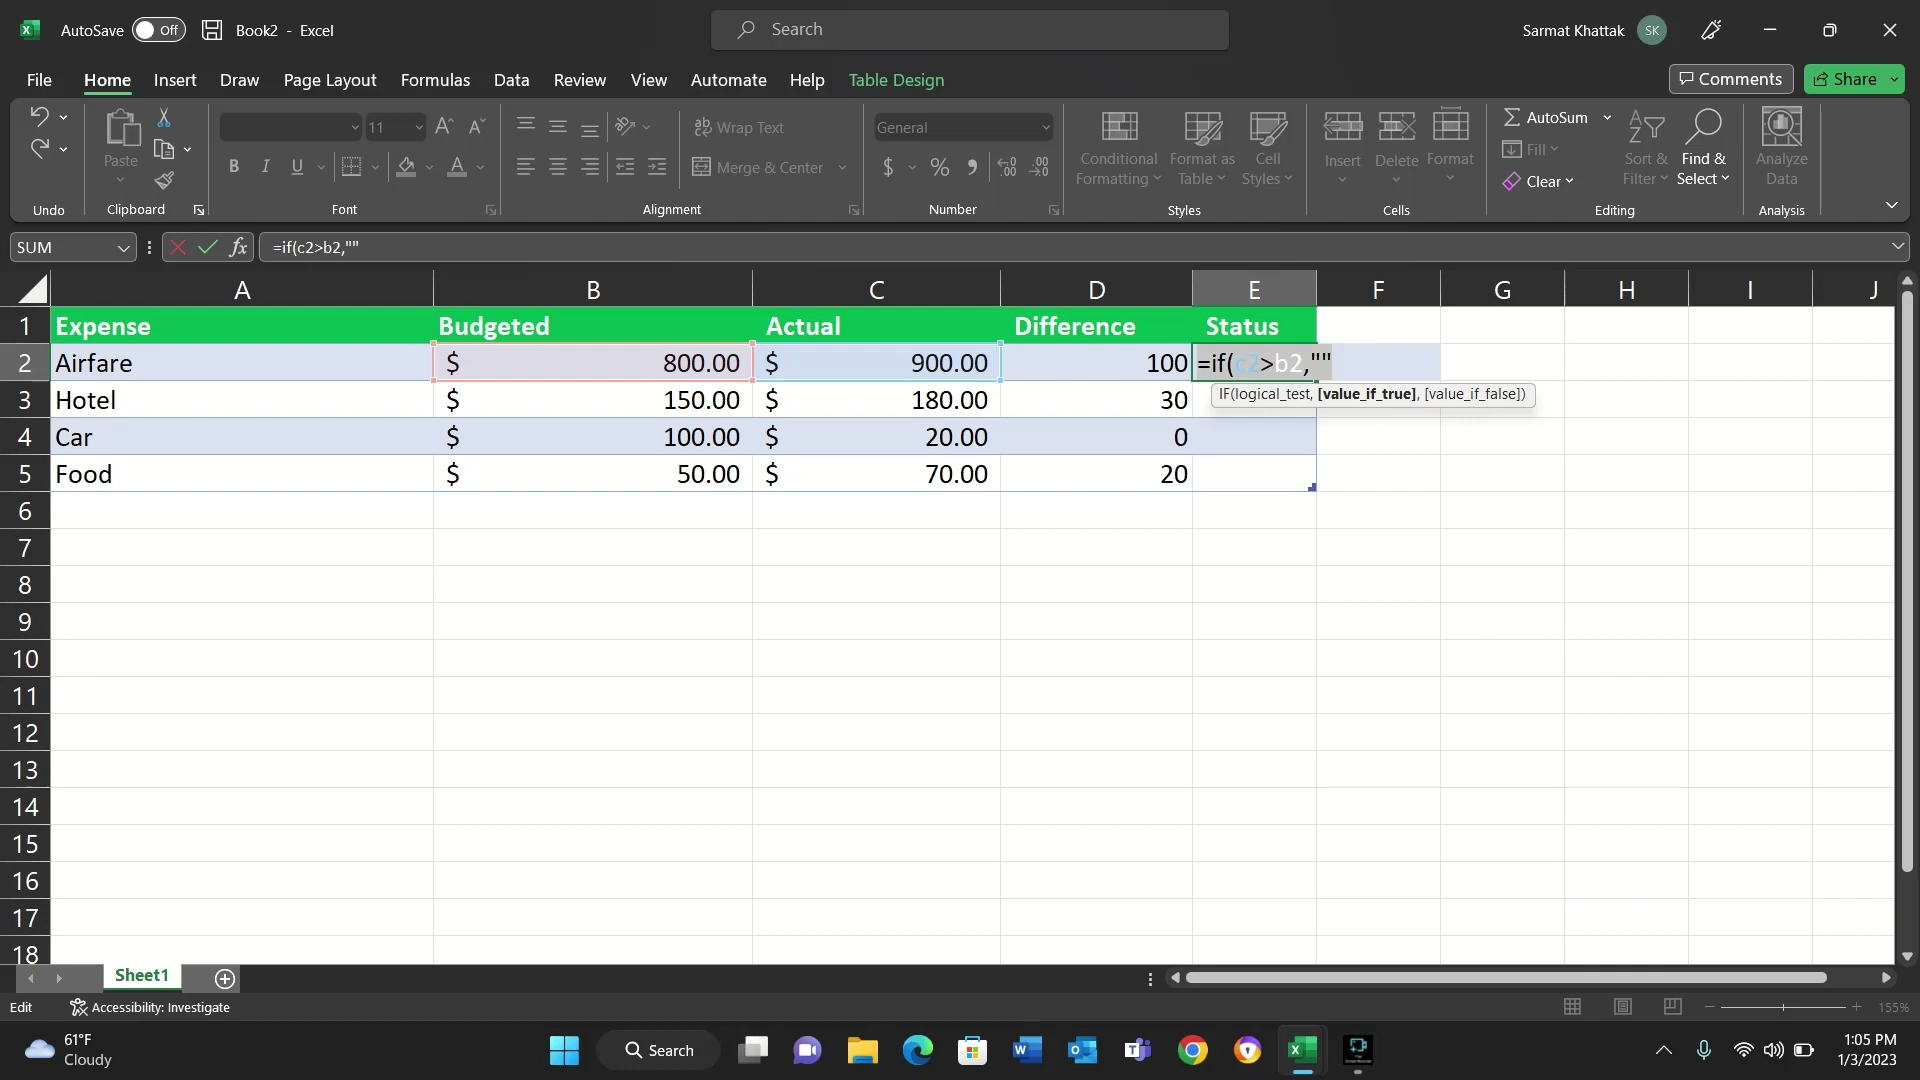 AutoSave Off Book2 - Excel Search Sarmat Khattak SK
File Home Insert Draw Page Layout Formulas Data Review View Automate Help Table Design Comments Share
Paste 11 A A ab Wrap Text General AutoSum
B I U A Merge & Center $ % Conditional Formatting Format as Table Cell Styles Insert Delete Format Fill Clear Sort & Filter Find & Select Analyze Data
Undo Clipboard Font Alignment Number Styles Cells Editing Analysis
SUM fx =if(c2>b2,""
A B C D E F G H I J
1 Expense Budgeted Actual Difference Status
2 Airfare $ 800.00 $ 900.00 100 =if(c2>b2,""
IF(logical_test, [value_if_true], [value_if_false])
3 Hotel $ 150.00 $ 180.00 30
4 Car $ 100.00 $ 20.00 0
5 Food $ 50.00 $ 70.00 20
6
7
8
9
10
11
12
13
14
15
16
17
18
Sheet1
Edit Accessibility: Investigate 155%
61°F Search 1:05 PM
Cloudy 1/3/2023